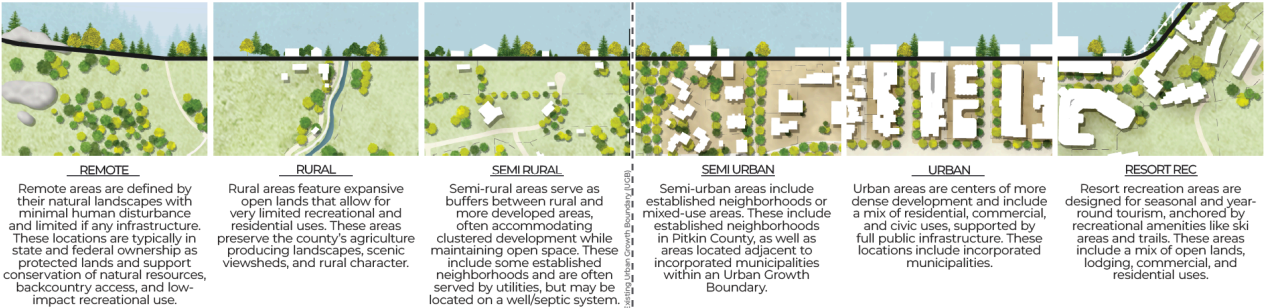 REMOTE
Remote areas are defined by
their natural landscapes with
minimal human disturbance
and limited if any infrastructure.
These locations are typically in
state and federal ownership as
protected lands and support
conservation of natural resources,
backcountry access, and low-
impact recreational use.
RURAL
Rural areas feature expansive
open lands that allow for
very limited recreational and
residential uses. These areas
preserve the county's agriculture
producing landscapes, scenic
viewsheds, and rural character.
SEMI RURAL
Semi-rural areas serve as
buffers between rural and
more developed areas,
often accommodating
clustered development while
maintaining open space. These
include some established
neighborhoods and are often
served by utilities, but may be
located on a well/septic system.
Existing Urban Growth Boundary (UGB)
SEMI URBAN
Semi-urban areas include
established neighborhoods or
mixed-use areas. These include
established neighborhoods
in Pitkin County, as well as
areas located adjacent to
incorporated municipalities
within an Urban Growth
Boundary.
URBAN
Urban areas are centers of more
dense development and include
a mix of residential, commercial,
and civic uses, supported by
full public infrastructure. These
locations include incorporated
municipalities.
RESORT REC
Resort recreation areas are
designed for seasonal and year-
round tourism, anchored by
recreational amenities like ski
areas and trails. These areas
include a mix of open lands,
lodging, commercial, and
residential uses.